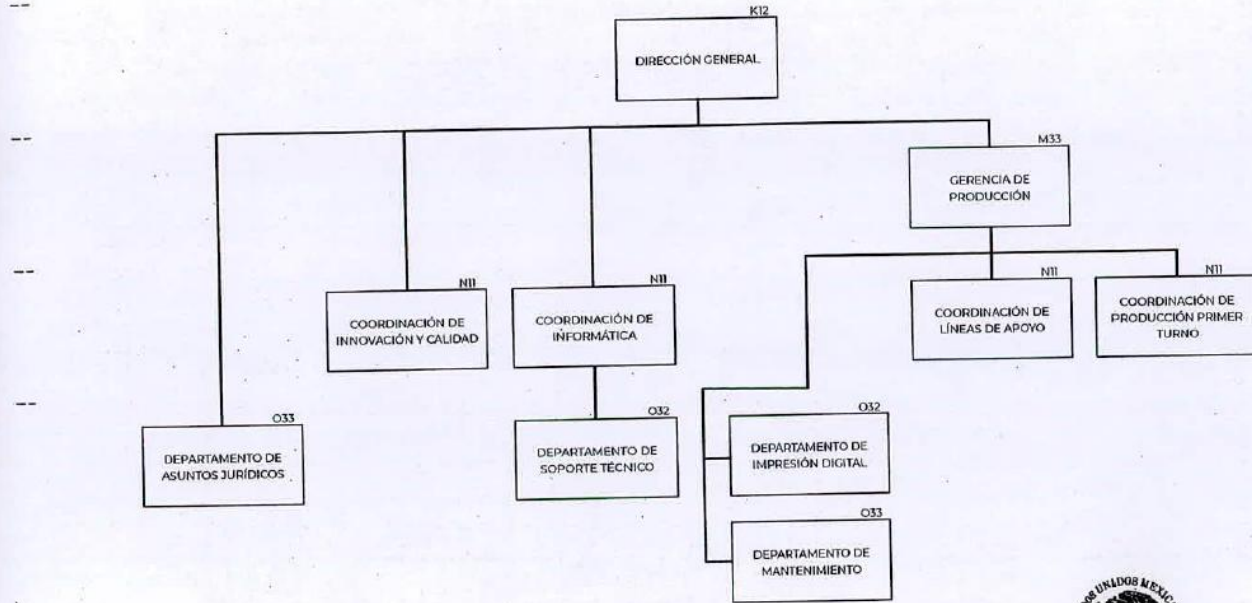 --
K12
DIRECCIÓN GENERAL
--
M33
GERENCIA DE
PRODUCCIÓN
--
N11
COORDINACIÓN DE
INNOVACIÓN Y CALIDAD
N11
COORDINACIÓN DE
INFORMÁTICA
N11
COORDINACIÓN DE
LÍNEAS DE APOYO
N11
COORDINACIÓN DE
PRODUCCIÓN PRIMER
TURNO
--
O33
DEPARTAMENTO DE
ASUNTOS JURÍDICOS
O32
DEPARTAMENTO DE
SOPORTE TÉCNICO
O32
DEPARTAMENTO DE
IMPRESIÓN DIGITAL
O33
DEPARTAMENTO DE
MANTENIMIENTO
UNIDOS